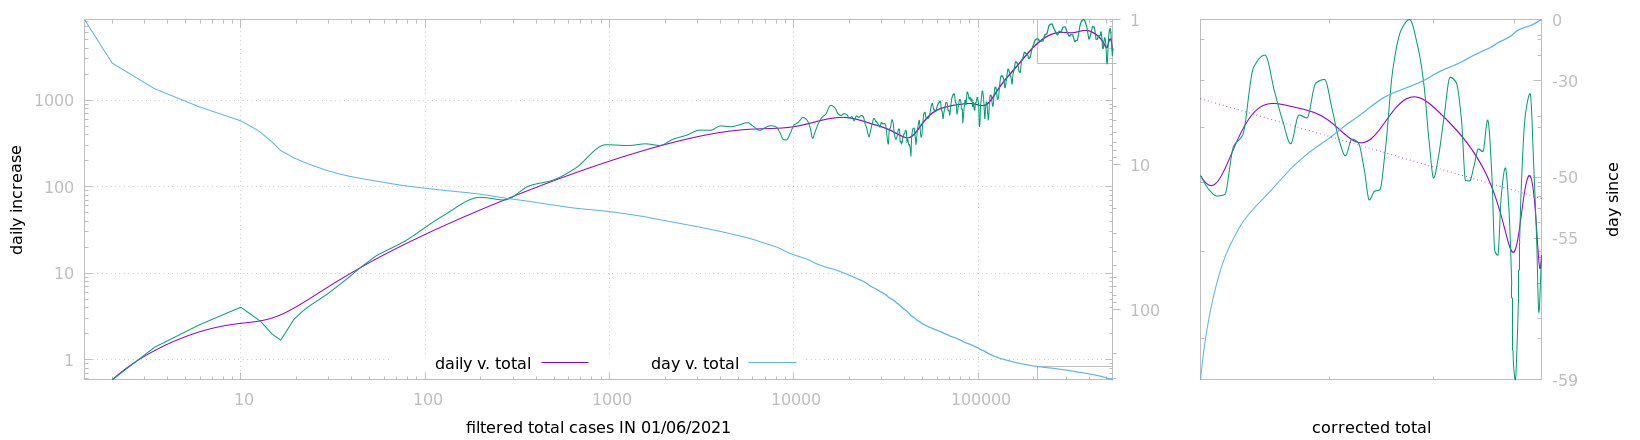 daily increase
1000
100
10
1
10
100
1000
10000
100000
daily v. total
day v. total
filtered total cases IN 01/06/2021
1
10
100
0
-30
-50
-55
-59
day since
corrected total